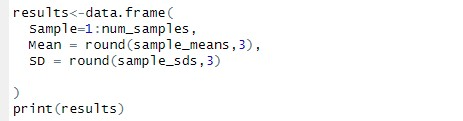 results<-data.frame(
  Sample=1:num_samples,
  Mean = round(sample_means,3),
  SD = round(sample_sds,3)
)
print(results)